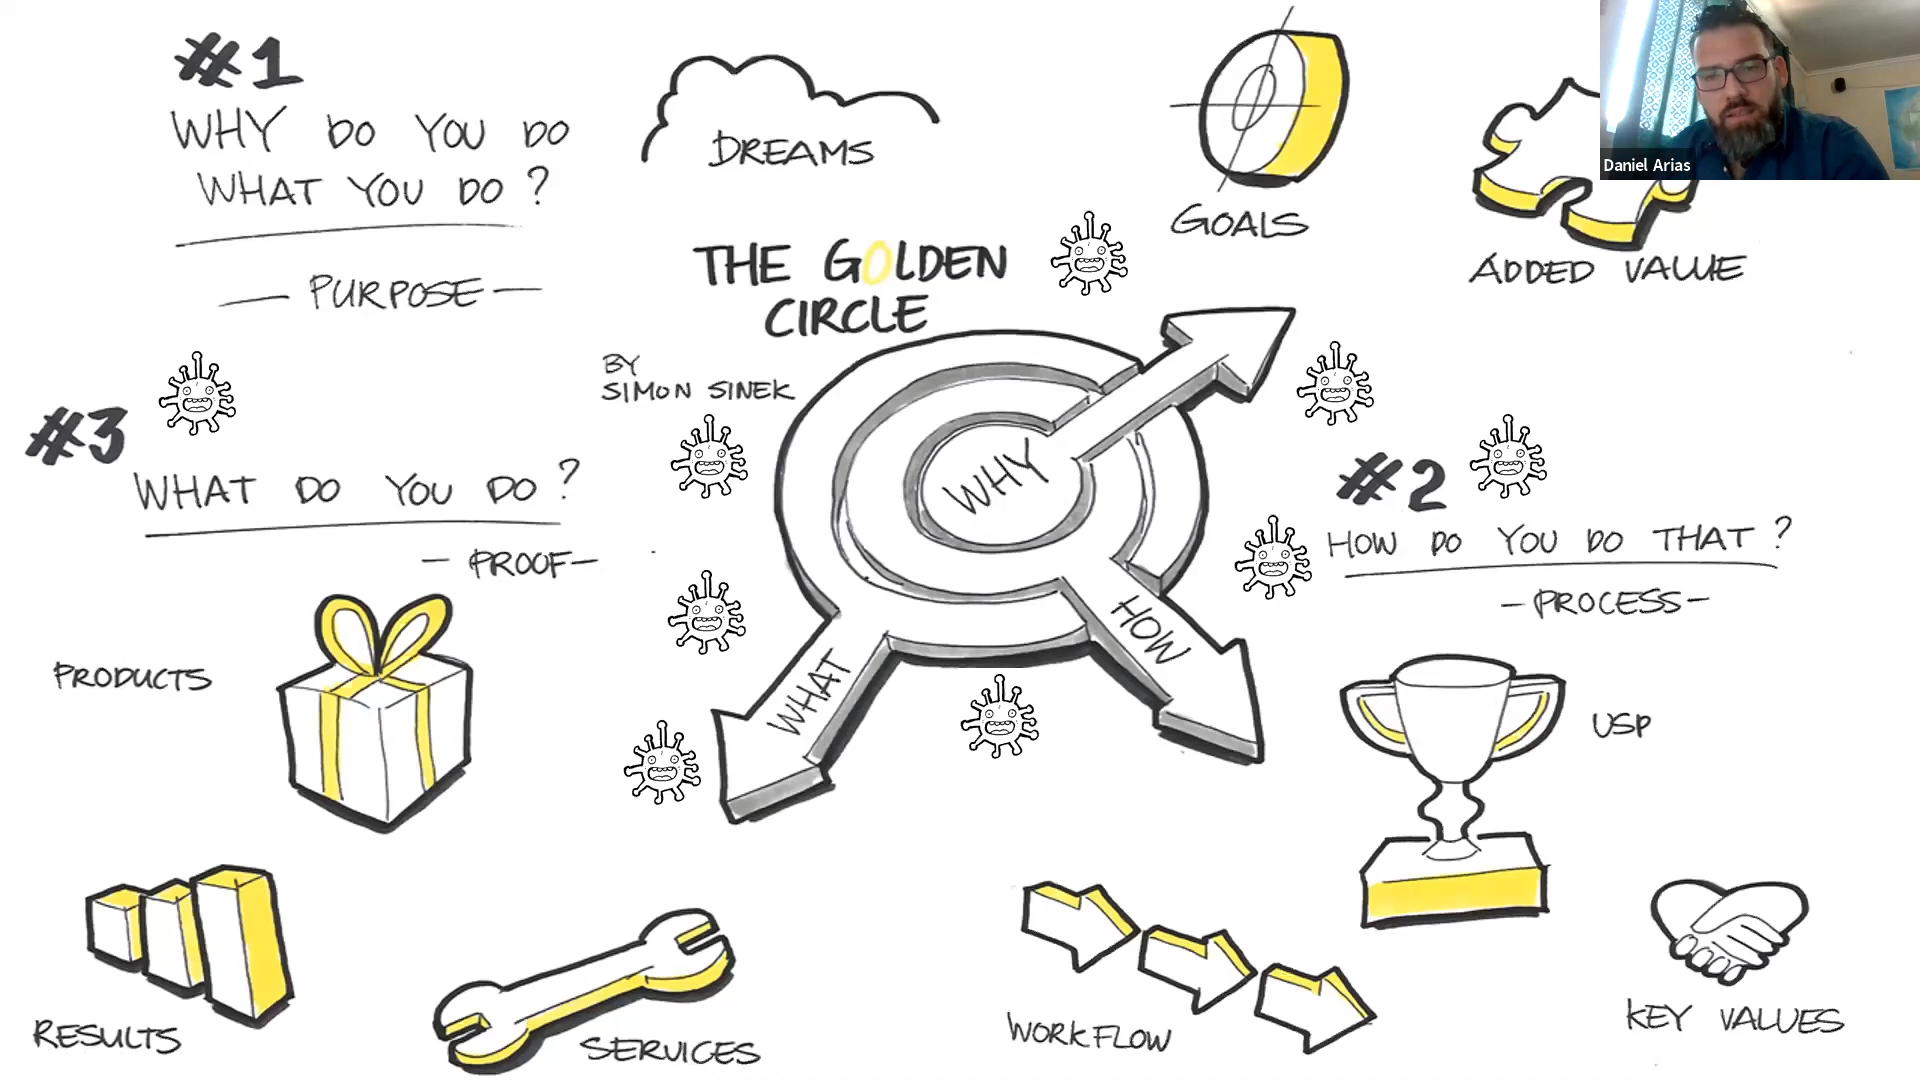 #1
WHY DO YOU DO
WHAT YOU DO?
— PURPOSE —
DREAMS
GOALS
Daniel Arias
ADDED VALUE
THE GOLDEN
CIRCLE
BY
SIMON SINEK
#3
WHAT DO YOU DO?
— PROOF —
PRODUCTS
WHY
WHAT
HOW
#2
HOW DO YOU DO THAT?
— PROCESS —
USP
RESULTS
SERVICES
WORKFLOW
KEY VALUES